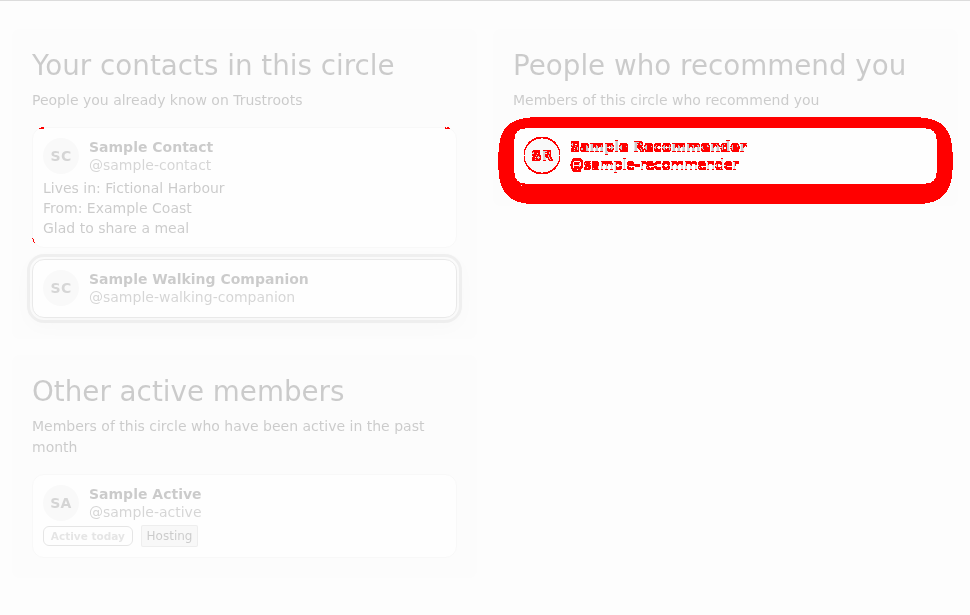 Your contacts in this circle
People you already know on Trustroots
SC
Sample Contact
@sample-contact
Lives in: Fictional Harbour
From: Example Coast
Glad to share a meal
SC
Sample Walking Companion
@sample-walking-companion
Other active members
Members of this circle who have been active in the past
month
SA
Sample Active
@sample-active
Active today
Hosting
People who recommend you
Members of this circle who recommend you
SR
Sample Recommender
@sample-recommender